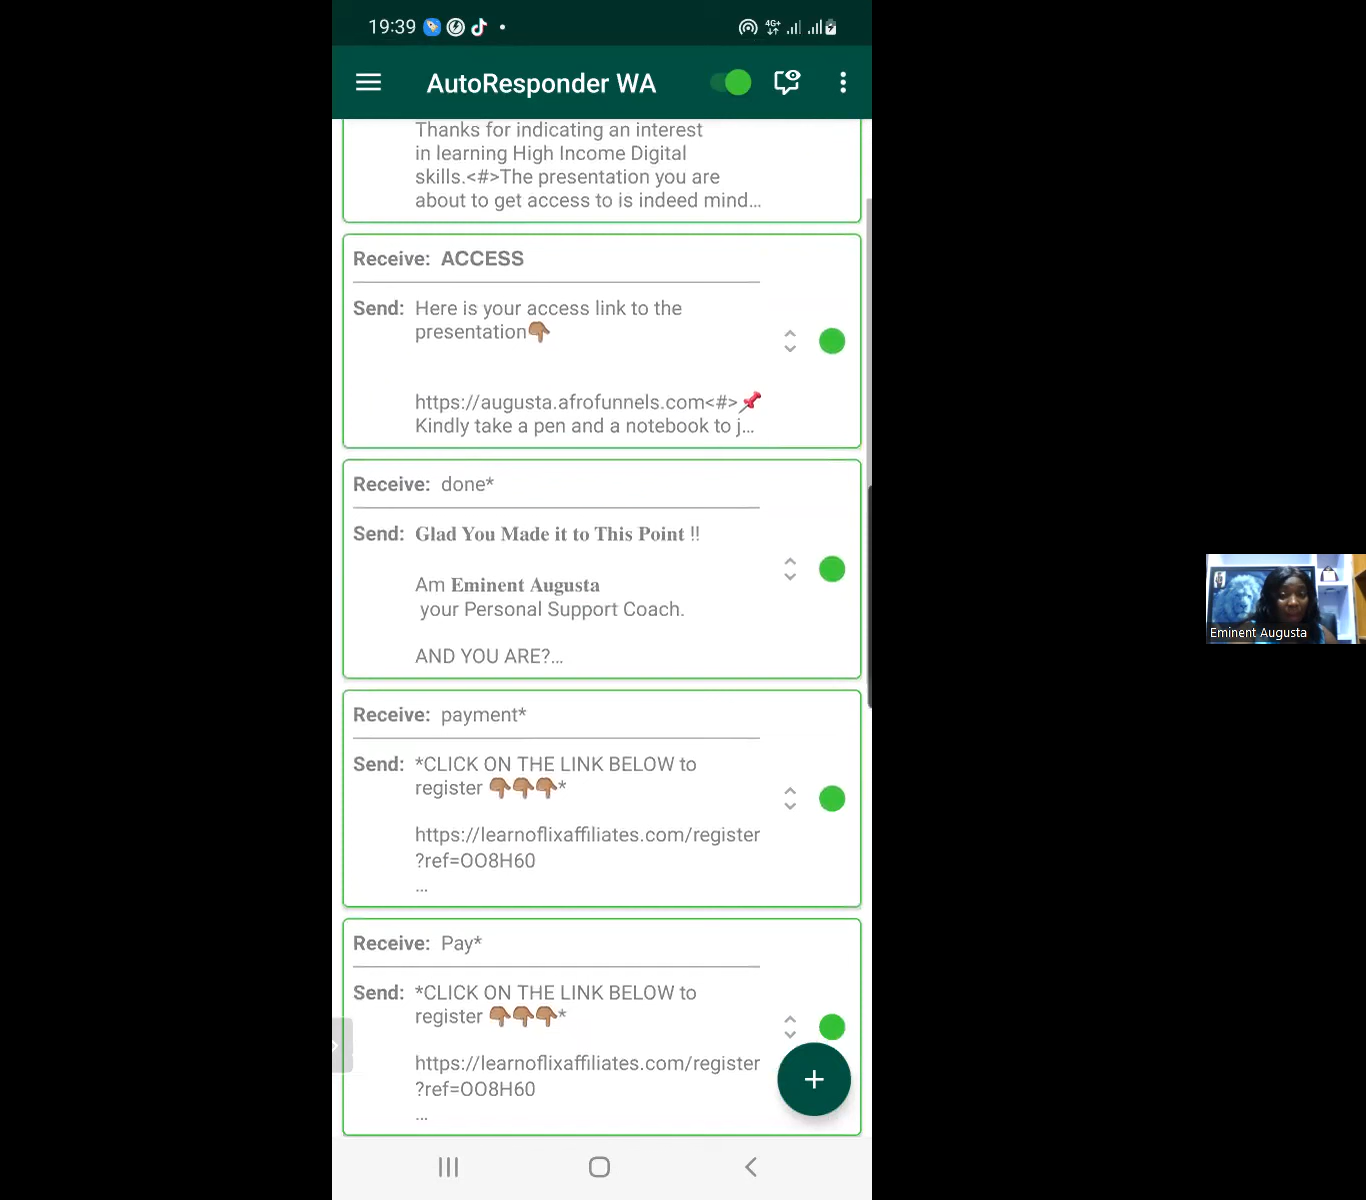 19:39
4G+
AutoResponder WA
Thanks for indicating an interest
in learning High Income Digital
skills.<#>The presentation you are
about to get access to is indeed mind...
Receive: ACCESS
Send: Here is your access link to the
presentation👇🏽
https://augusta.afrofunnels.com<#>📌
Kindly take a pen and a notebook to j...
Receive: done*
Send: 𝐆𝐥𝐚𝐝 𝐘𝐨𝐮 𝐌𝐚𝐝𝐞 𝐢𝐭 𝐭𝐨 𝐓𝐡𝐢𝐬 𝐏𝐨𝐢𝐧𝐭 ‼
Am 𝐄𝐦𝐢𝐧𝐞𝐧𝐭 𝐀𝐮𝐠𝐮𝐬𝐭𝐚
your Personal Support Coach.
AND YOU ARE?...
Receive: payment*
Send: *CLICK ON THE LINK BELOW to
register 👇🏽👇🏽👇🏽*
https://learnoflixaffiliates.com/register
?ref=OO8H60
...
Receive: Pay*
Send: *CLICK ON THE LINK BELOW to
register 👇🏽👇🏽👇🏽*
https://learnoflixaffiliates.com/register
?ref=OO8H60
...
Eminent Augusta